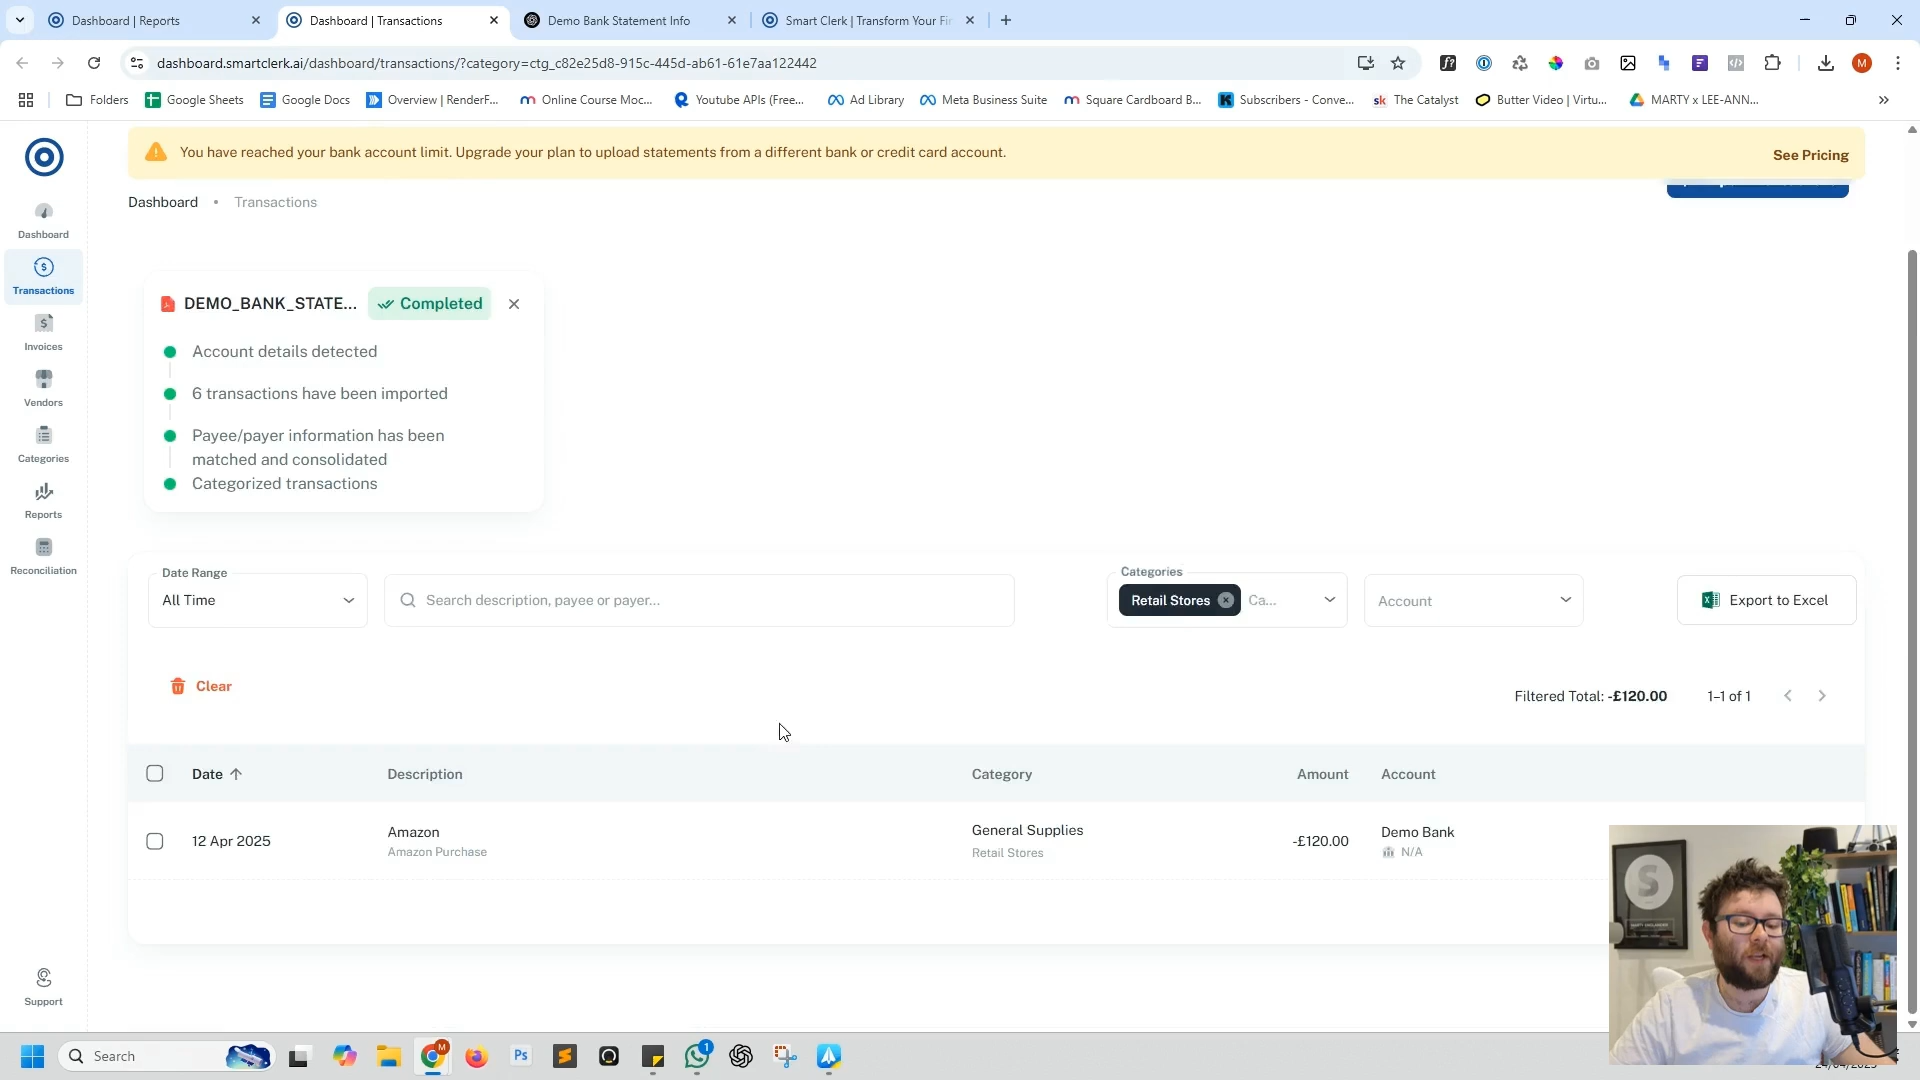 Dashboard | Reports
Dashboard | Transactions
Demo Bank Statement Info
Smart Clerk | Transform Your Fi
dashboard.smartclerk.ai/dashboard/transactions/?category=ctg_c82e25d8-915c-445d-ab61-61e7aa122442
M
Folders
Google Sheets
Google Docs
Overview | RenderF...
Online Course Moc...
Youtube APIs (Free...
Ad Library
Meta Business Suite
Square Cardboard B...
Subscribers - Conve...
The Catalyst
Butter Video | Virtu...
MARTY x LEE-ANN...
You have reached your bank account limit. Upgrade your plan to upload statements from a different bank or credit card account.
See Pricing
Dashboard • Transactions
Dashboard
Transactions
Invoices
Vendors
Categories
Reports
Reconciliation
Support
DEMO_BANK_STATE...
Completed
Account details detected
6 transactions have been imported
Payee/payer information has been
matched and consolidated
Categorized transactions
Date Range
All Time
Search description, payee or payer...
Categories
Retail Stores
Ca...
Account
Export to Excel
Clear
Filtered Total: -£120.00
1–1 of 1
Date
Description
Category
Amount
Account
12 Apr 2025
Amazon
Amazon Purchase
General Supplies
Retail Stores
-£120.00
Demo Bank
N/A
Search